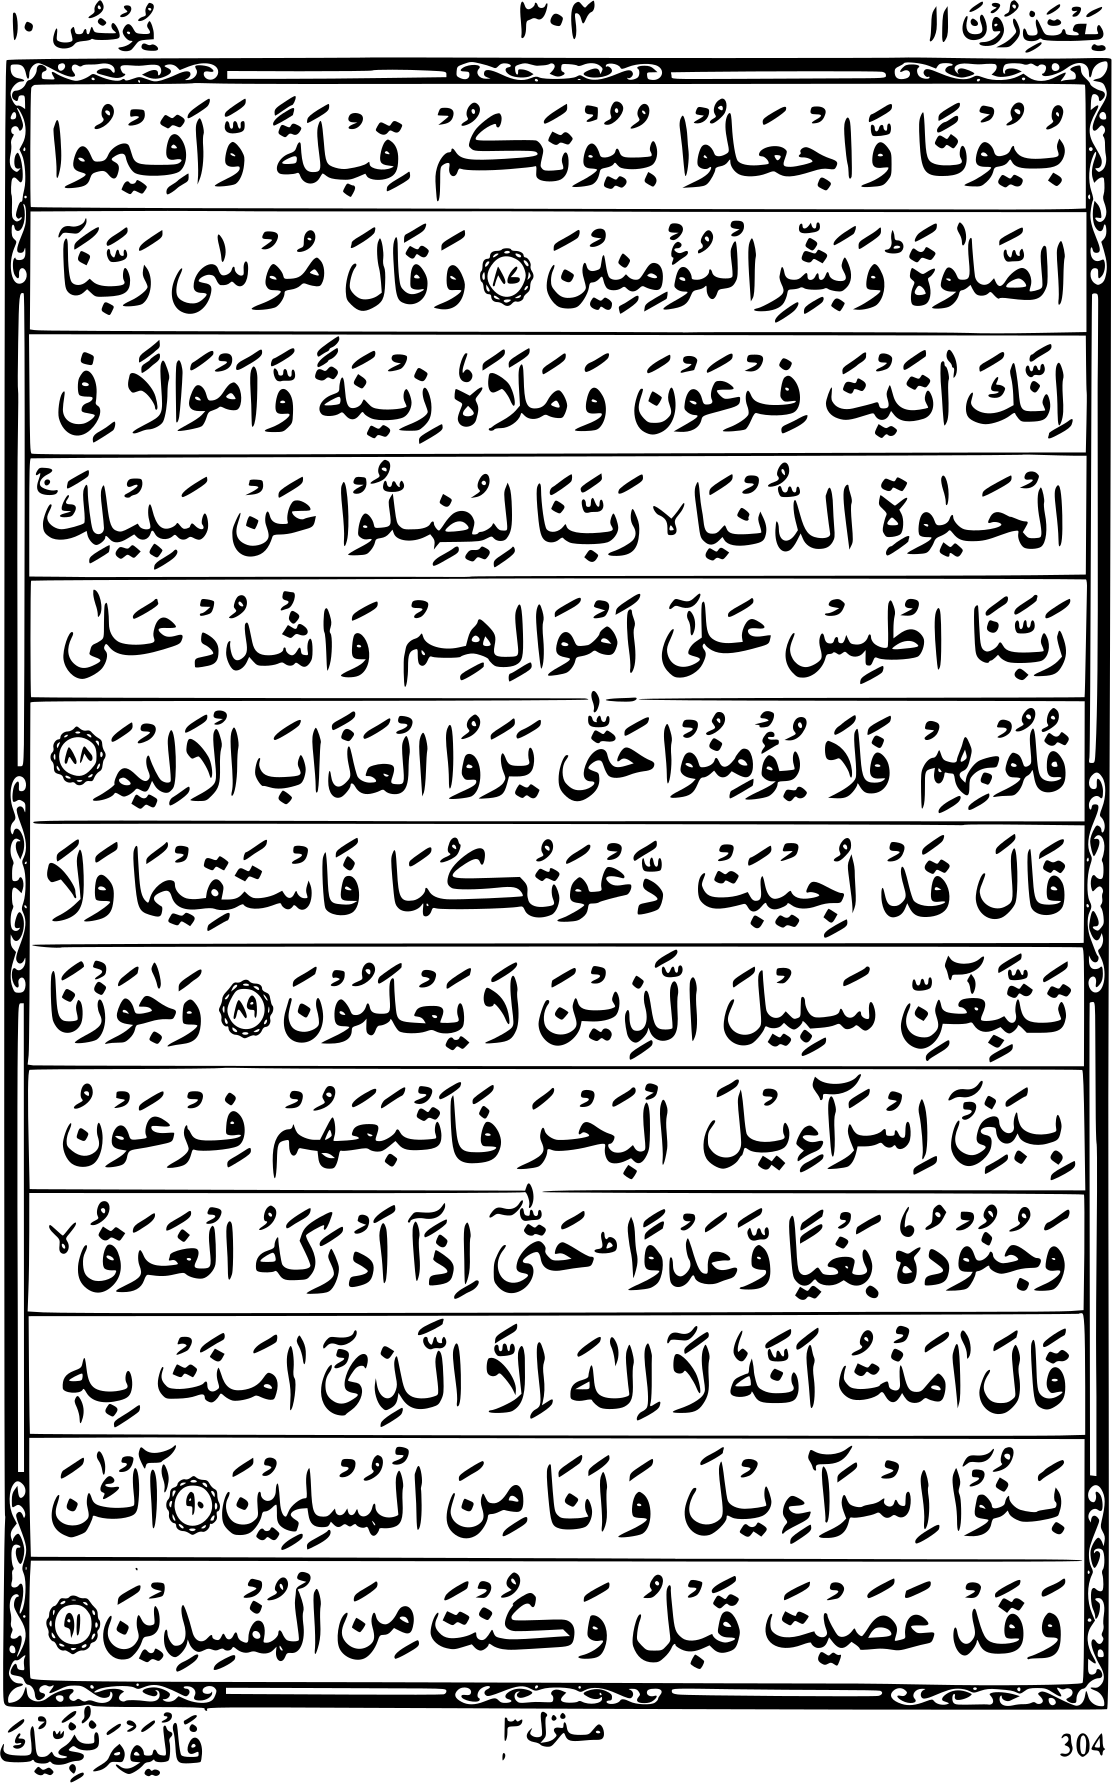 يَعْتَذِرُوْنَ ١١ ٣٠۴ يُوْنُس ١٠
بُيُوْتًا وَّاجْعَلُوْا بُيُوْتَكُمْ قِبْلَةً وَّاَقِيْمُوا
الصَّلٰوةَ ؕ وَبَشِّرِ الْمُؤْمِنِيْنَ ۝٨٧ وَقَالَ مُوْسٰى رَبَّنَاۤ
اِنَّكَ اٰتَيْتَ فِرْعَوْنَ وَمَلَاَهٗ زِيْنَةً وَّاَمْوَالًا فِى
الْحَيٰوةِ الدُّنْيَا ۙ رَبَّنَا لِيُضِلُّوْا عَنْ سَبِيْلِكَ ۚ
رَبَّنَا اطْمِسْ عَلٰٓى اَمْوَالِهِمْ وَاشْدُدْ عَلٰى
قُلُوْبِهِمْ فَلَا يُؤْمِنُوْا حَتّٰى يَرَوُا الْعَذَابَ الْاَلِيْمَ ۝٨٨
قَالَ قَدْ اُجِيْبَتْ دَّعْوَتُكُمَا فَاسْتَقِيْمَا وَلَا
تَتَّبِعٰٓنِّ سَبِيْلَ الَّذِيْنَ لَا يَعْلَمُوْنَ ۝٨٩ وَجٰوَزْنَا
بِبَنِىْۤ اِسْرَآءِيْلَ الْبَحْرَ فَاَتْبَعَهُمْ فِرْعَوْنُ
وَجُنُوْدُهٗ بَغْيًا وَّعَدْوًا ؕ حَتّٰۤى اِذَاۤ اَدْرَكَهُ الْغَرَقُ ۙ
قَالَ اٰمَنْتُ اَنَّهٗ لَاۤ اِلٰهَ اِلَّا الَّذِىْۤ اٰمَنَتْ بِهٖ
بَنُوْۤا اِسْرَآءِيْلَ وَاَنَا مِنَ الْمُسْلِمِيْنَ ۝٩٠ آٰلْـٰٔنَ
وَقَدْ عَصَيْتَ قَبْلُ وَكُنْتَ مِنَ الْمُفْسِدِيْنَ ۝٩١
304 منزل ٣ فَالْيَوْمَ نُنَجِّيْكَ